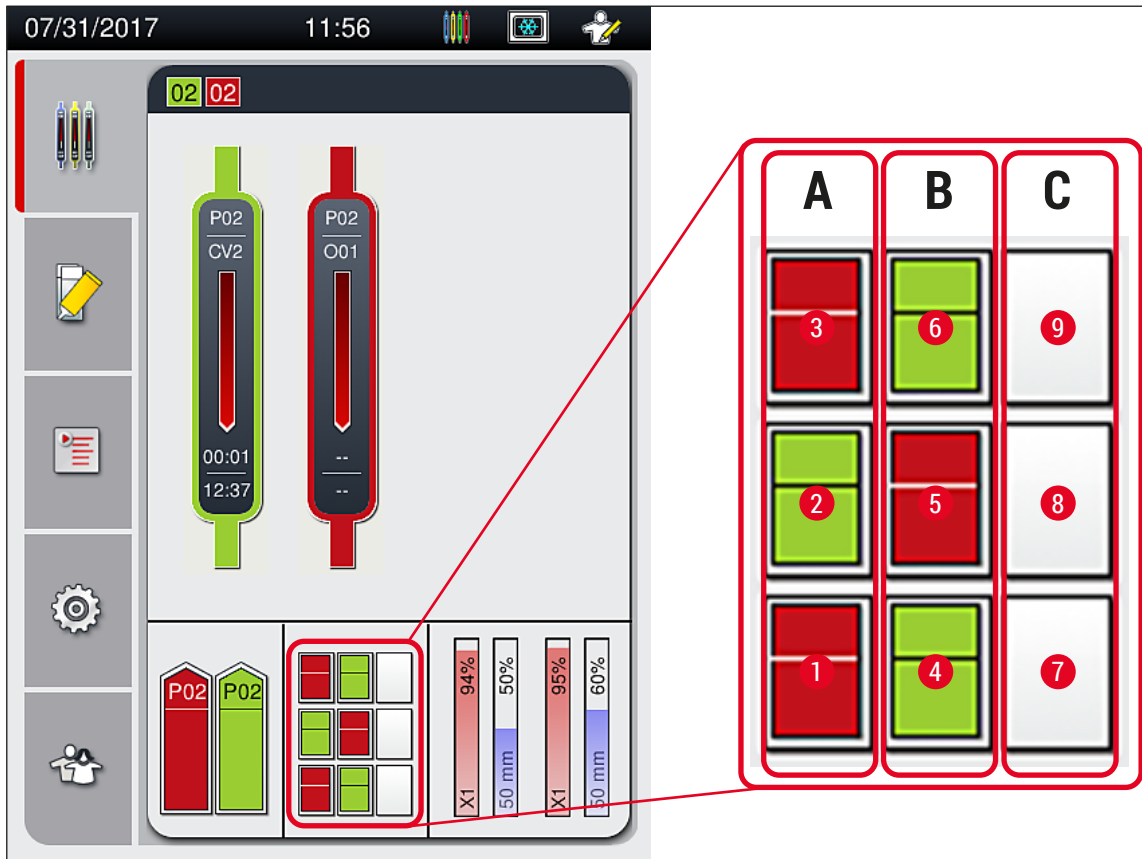 07/31/2017 11:56
02 02
P02 P02
CV2 O01
00:01 --
12:37 --
P02 P02
X1 94%
50 mm 50%
X1 95%
50 mm 60%
A B C
3 6 9
2 5 8
1 4 7